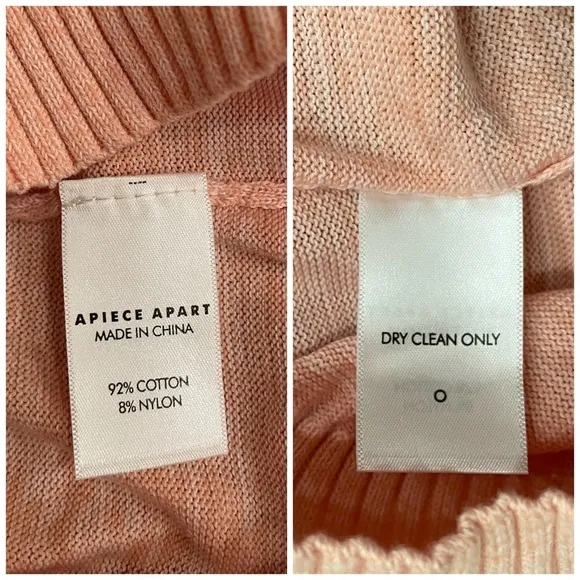 APIECE APART
MADE IN CHINA
92% COTTON
8% NYLON
DRY CLEAN ONLY
O